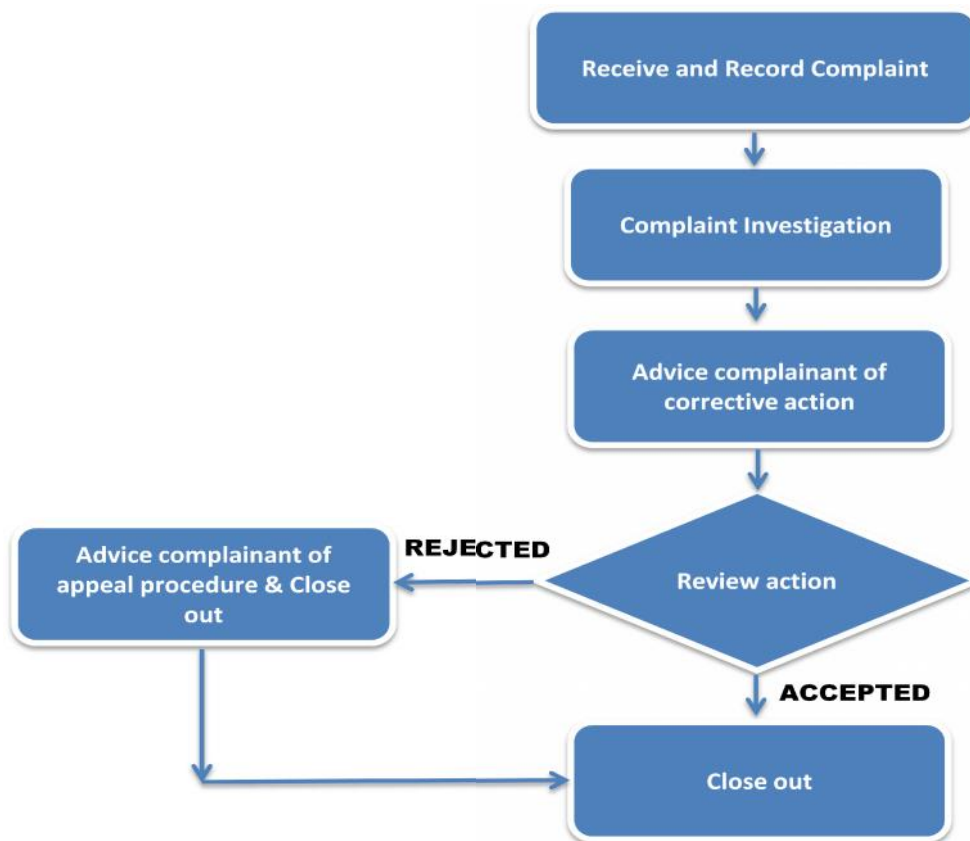 Receive and Record Complaint
Complaint Investigation
Advice complainant of
corrective action
Review action
REJECTED
Advice complainant of
appeal procedure & Close
out
ACCEPTED
Close out